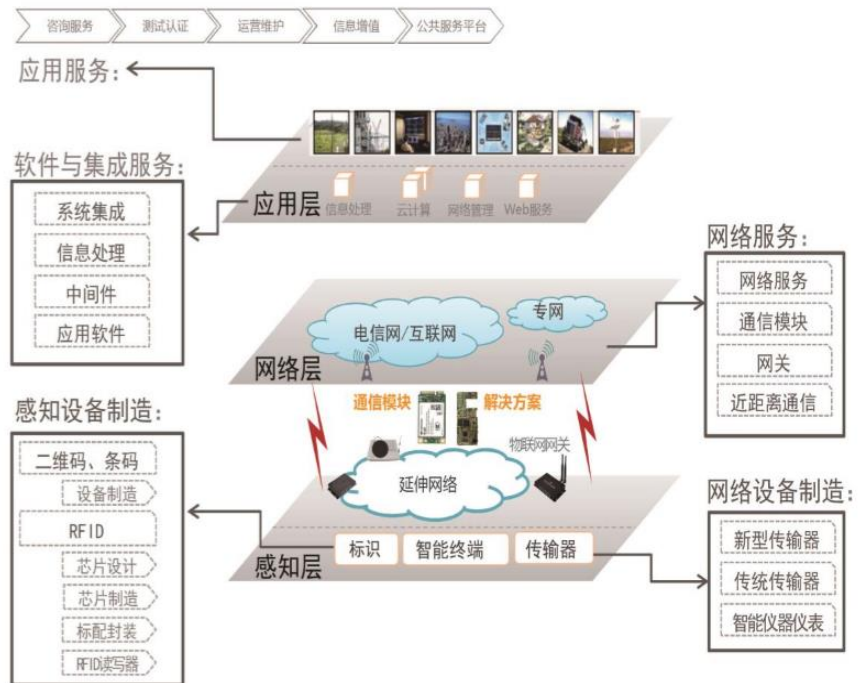 咨询服务
测试认证
运营维护
信息增值
公共服务平台
应用服务:
软件与集成服务:
系统集成
信息处理
中间件
应用软件
应用层
信息处理
云计算
网络管理
Web服务
网络服务:
网络服务
通信模块
网关
近距离通信
专网
电信网/互联网
网络层
通信模块
解决方案
物联网网关
延伸网络
感知设备制造:
二维码、条码
设备制造
RFID
芯片设计
芯片制造
标配封装
RFID读写器
标识
智能终端
传输器
感知层
网络设备制造:
新型传输器
传统传输器
智能仪器仪表